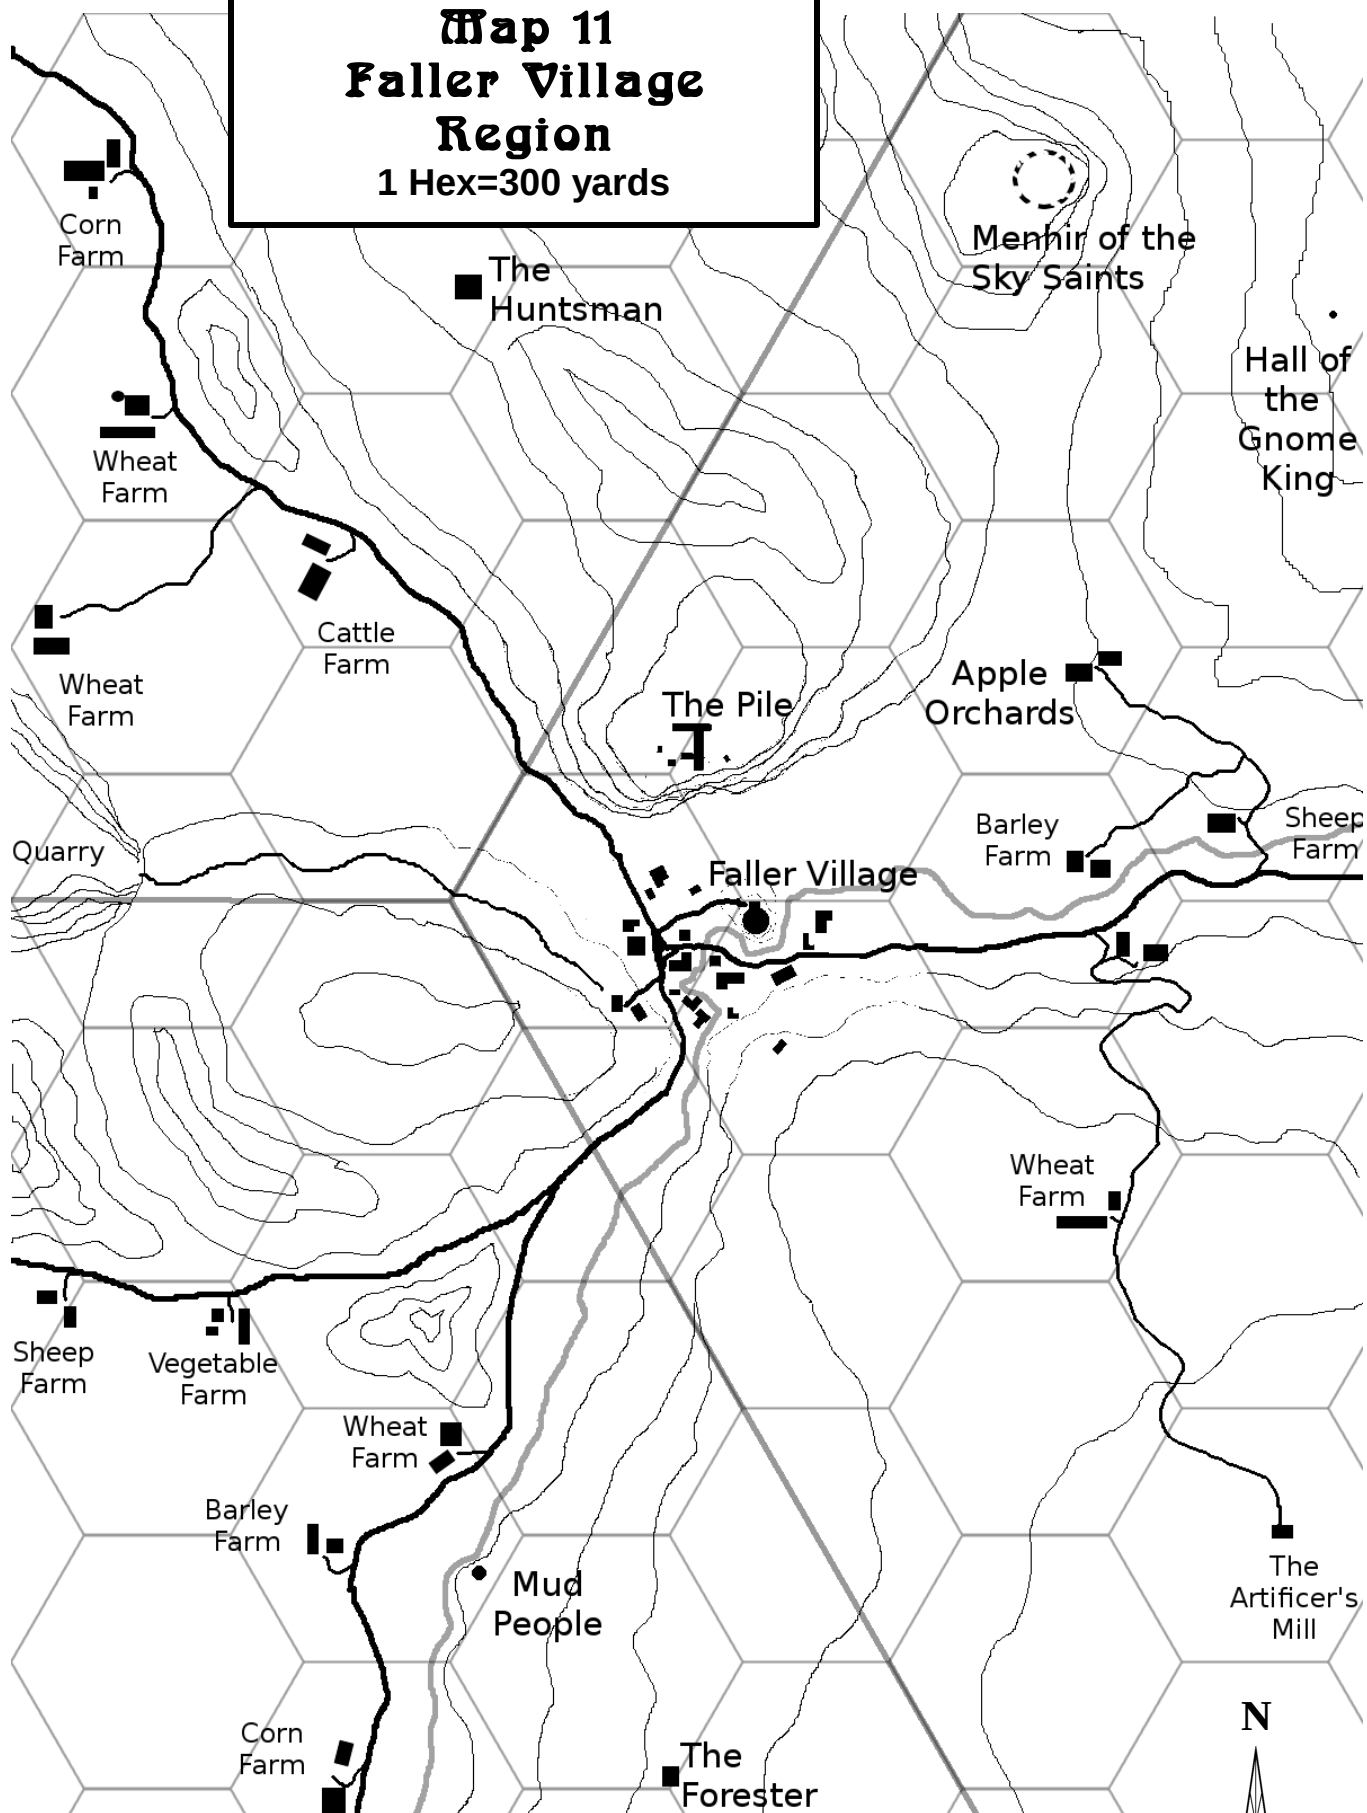 Map 11
Faller Village
Region
1 Hex=300 yards
Corn
Farm
The
Huntsman
Menhir of the
Sky Saints
Hall of
the
Gnome
King
Wheat
Farm
Cattle
Farm
Wheat
Farm
The Pile
Apple
Orchards
Quarry
Barley
Farm
Sheep
Farm
Faller Village
Wheat
Farm
Sheep
Farm
Vegetable
Farm
Wheat
Farm
Barley
Farm
Mud
People
The
Artificer's
Mill
Corn
Farm
The
Forester
N